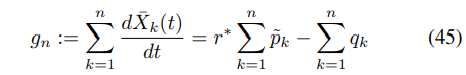 g_n := \sum_{k=1}^{n} \frac{d\bar{X}_k(t)}{dt} = r^* \sum_{k=1}^{n} \tilde{p}_k - \sum_{k=1}^{n} q_k (45)